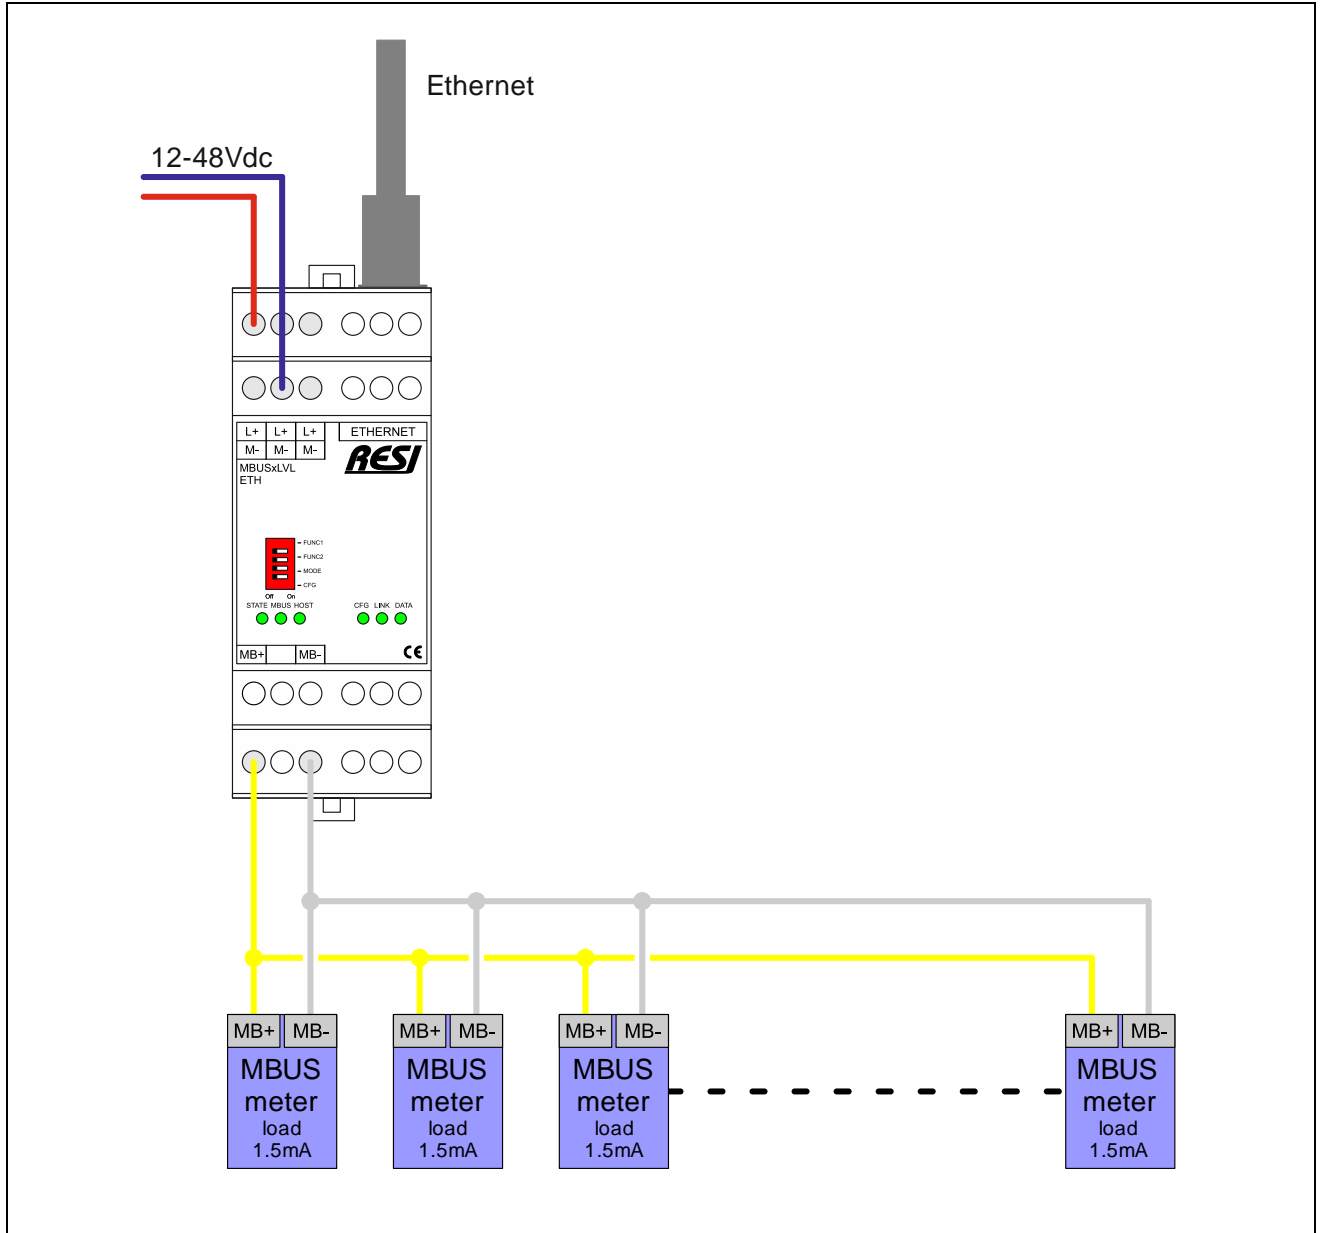 Ethernet
12-48Vdc
L+ L+ L+ ETHERNET
M- M- M-
RESI
MBUSxLVL
ETH
FUNC1
FUNC2
MODE
CFG
Off On
STATE MBUS HOST CFG LINK DATA
MB+ MB- CE
MB+ MB- MB+ MB- MB+ MB- MB+ MB-
MBUS MBUS MBUS MBUS
meter meter meter meter
load load load load
1.5mA 1.5mA 1.5mA 1.5mA